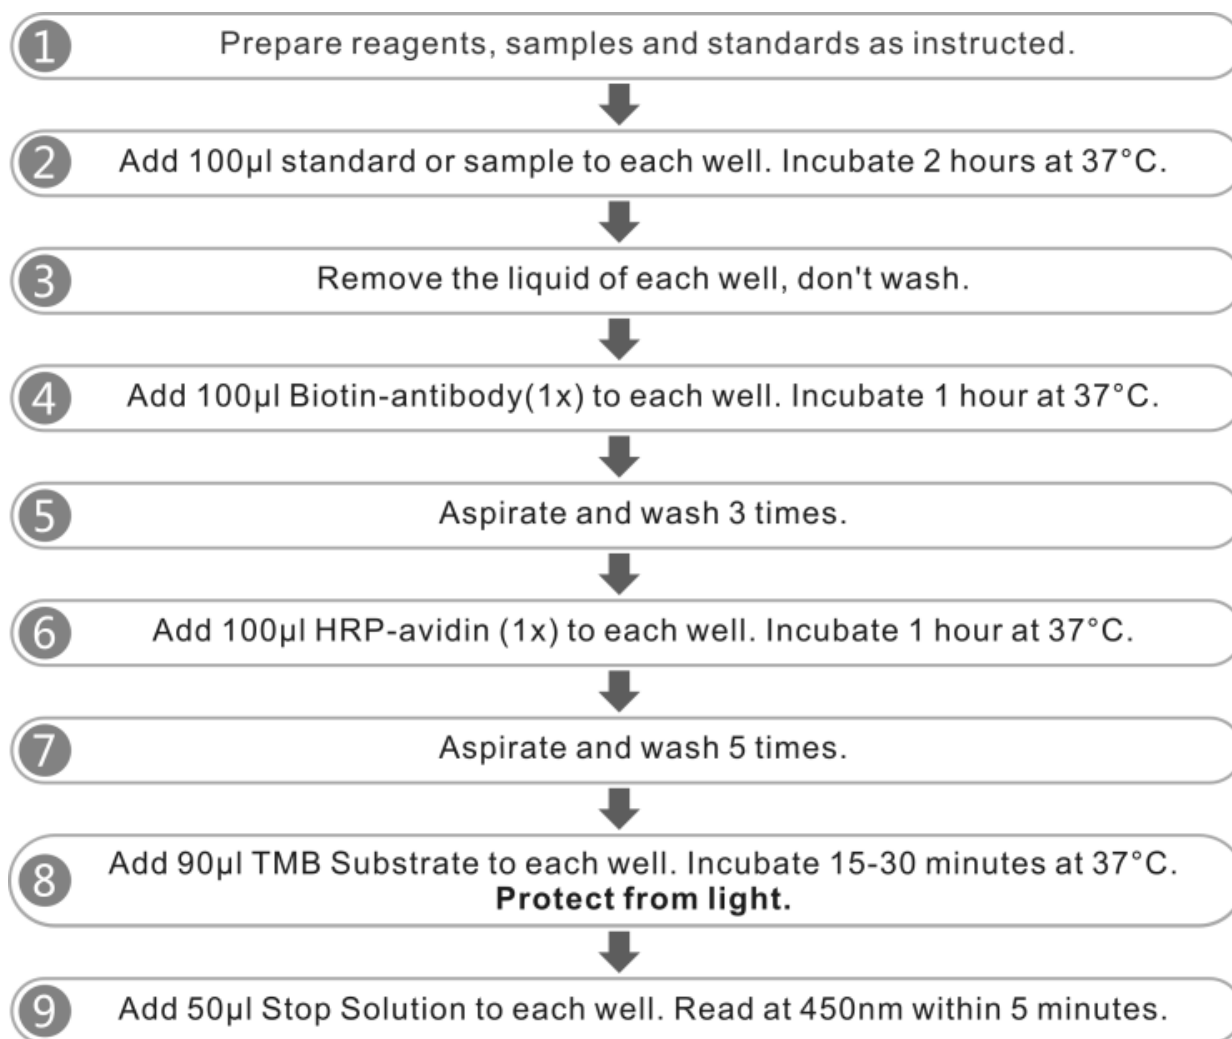 1 Prepare reagents, samples and standards as instructed.
2 Add 100µl standard or sample to each well. Incubate 2 hours at 37°C.
3 Remove the liquid of each well, don't wash.
4 Add 100µl Biotin-antibody(1x) to each well. Incubate 1 hour at 37°C.
5 Aspirate and wash 3 times.
6 Add 100µl HRP-avidin (1x) to each well. Incubate 1 hour at 37°C.
7 Aspirate and wash 5 times.
8 Add 90µl TMB Substrate to each well. Incubate 15-30 minutes at 37°C.
Protect from light.
9 Add 50µl Stop Solution to each well. Read at 450nm within 5 minutes.